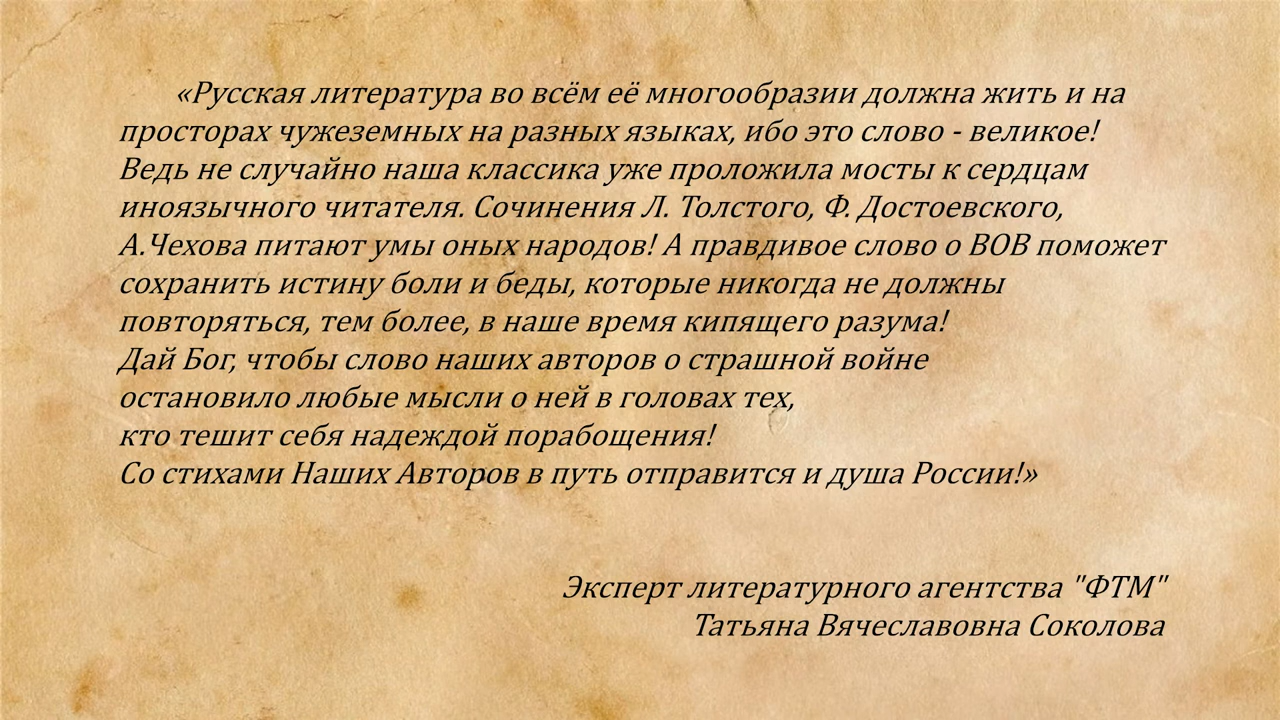 «Русская литература во всём её многообразии должна жить и на
просторах чужеземных на разных языках, ибо это слово - великое!
Ведь не случайно наша классика уже проложила мосты к сердцам
иноязычного читателя. Сочинения Л. Толстого, Ф. Достоевского,
А.Чехова питают умы оных народов! А правдивое слово о ВОВ поможет
сохранить истину боли и беды, которые никогда не должны
повторяться, тем более, в наше время кипящего разума!
Дай Бог, чтобы слово наших авторов о страшной войне
остановило любые мысли о ней в головах тех,
кто тешит себя надеждой порабощения!
Со стихами Наших Авторов в путь отправится и душа России!»
Эксперт литературного агентства "ФТМ"
Татьяна Вячеславовна Соколова